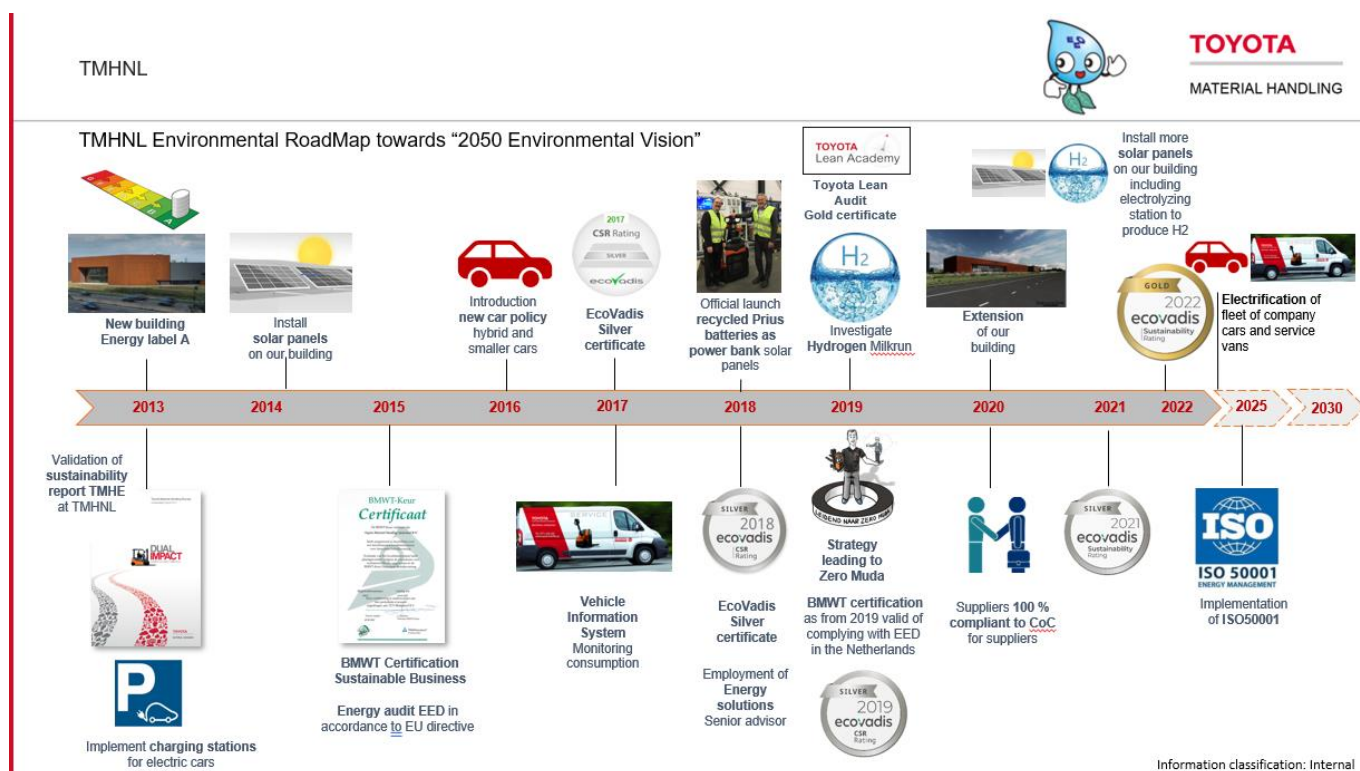 TMHNL
TOYOTA
MATERIAL HANDLING
TMHNL Environmental RoadMap towards “2050 Environmental Vision”
B
A
New building
Energy label A
Install
solar panels
on our building
Introduction
new car policy
hybrid and
smaller cars
2017
CSR Rating
SILVER
ecovadis
EcoVadis
Silver
certificate
Official launch
recycled Prius
batteries as
power bank solar
panels
TOYOTA
Lean Academy
Toyota Lean
Audit
Gold certificate
H2
Investigate
Hydrogen Milkrun
H2
Extension
of our
building
Install more
solar panels
on our building
including
electrolyzing
station to
produce H2
GOLD
2022
ecovadis
Sustainability
Rating
Electrification of
fleet of company
cars and service
vans
2013
2014
2015
2016
2017
2018
2019
2020
2021
2022
2025
2030
Validation of
sustainability
report TMHE
at TMHNL
DUAL
IMPACT
P
Implement charging stations
for electric cars
BMWT-Keur
Certificaat
BMWT Certification
Sustainable Business
Energy audit EED in
accordance to EU directive
SERVICE
Vehicle
Information
System
Monitoring
consumption
SILVER
2018
ecovadis
CSR
Rating
EcoVadis
Silver
certificate
Employment of
Energy
solutions
Senior advisor
LEIDEND NAAR ZERO MUDA
Strategy
leading to
Zero Muda
BMWT certification
as from 2019 valid of
complying with EED
in the Netherlands
SILVER
2019
ecovadis
CSR
Rating
Suppliers 100 %
compliant to CoC
for suppliers
SILVER
2021
ecovadis
Sustainability
Rating
ISO
ISO 50001
ENERGY MANAGEMENT
Implementation
of ISO50001
Information classification: Internal